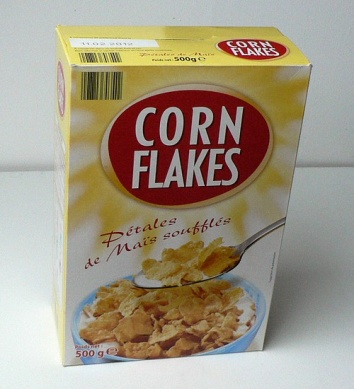 11.02.2012
Pétales de Maïs
Poids net: 500g e
CORN
FLAKES
CORN
FLAKES
Pétales
de Maïs soufflés
Poids net :
500 g e